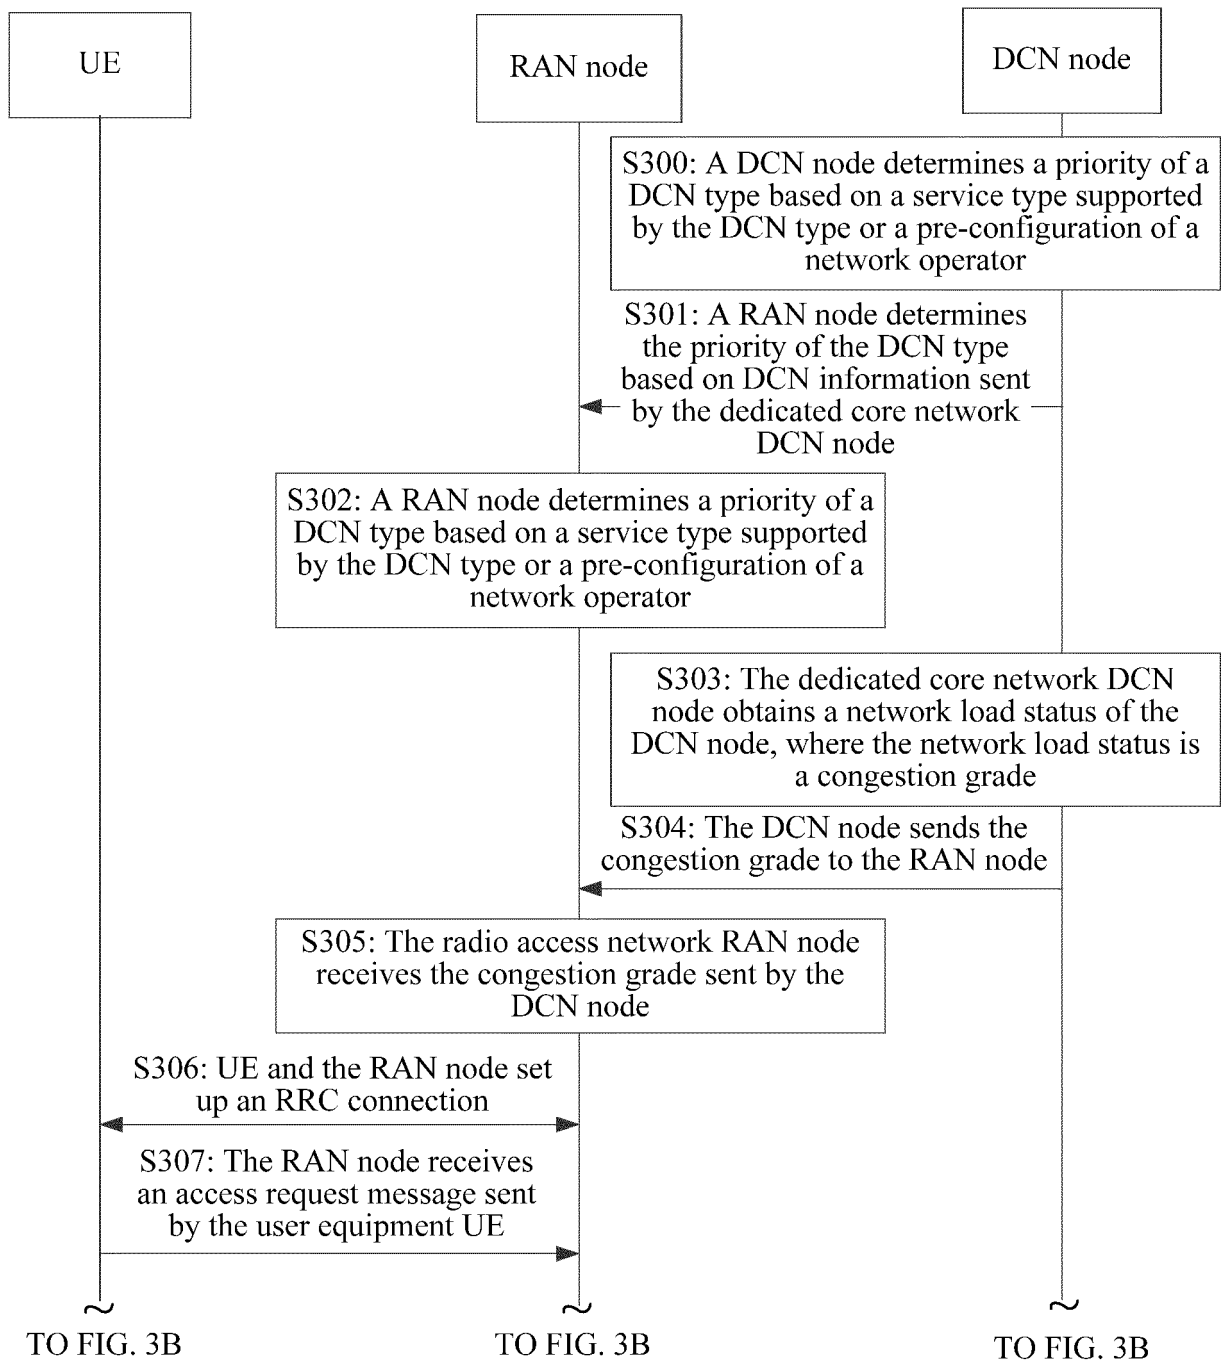 UE
RAN node
DCN node
S300: A DCN node determines a priority of a
DCN type based on a service type supported
by the DCN type or a pre-configuration of a
network operator
S301: A RAN node determines
the priority of the DCN type
based on DCN information sent
by the dedicated core network
DCN node
S302: A RAN node determines a priority of a
DCN type based on a service type supported
by the DCN type or a pre-configuration of a
network operator
S303: The dedicated core network DCN
node obtains a network load status of the
DCN node, where the network load status is
a congestion grade
S304: The DCN node sends the
congestion grade to the RAN node
S305: The radio access network RAN node
receives the congestion grade sent by the
DCN node
S306: UE and the RAN node set
up an RRC connection
S307: The RAN node receives
an access request message sent
by the user equipment UE
TO FIG. 3B
TO FIG. 3B
TO FIG. 3B